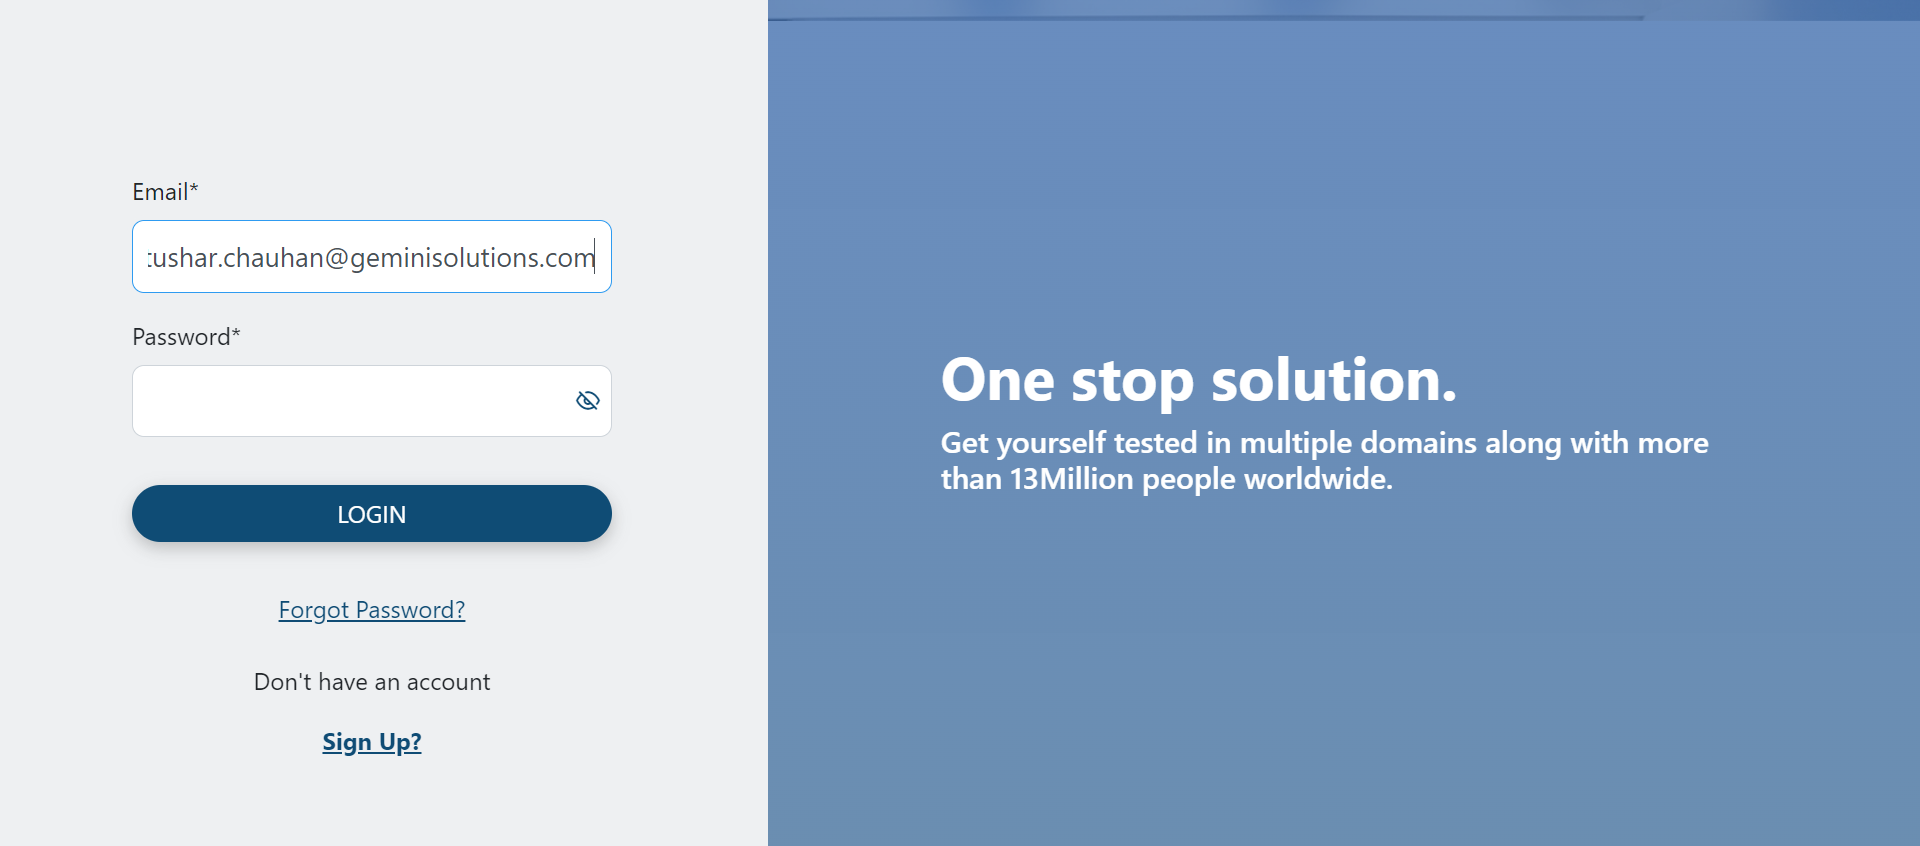 Email*
tushar.chauhan@geminisolutions.com
Password*
LOGIN
Forgot Password?
Don't have an account
Sign Up?
One stop solution.
Get yourself tested in multiple domains along with more
than 13Million people worldwide.